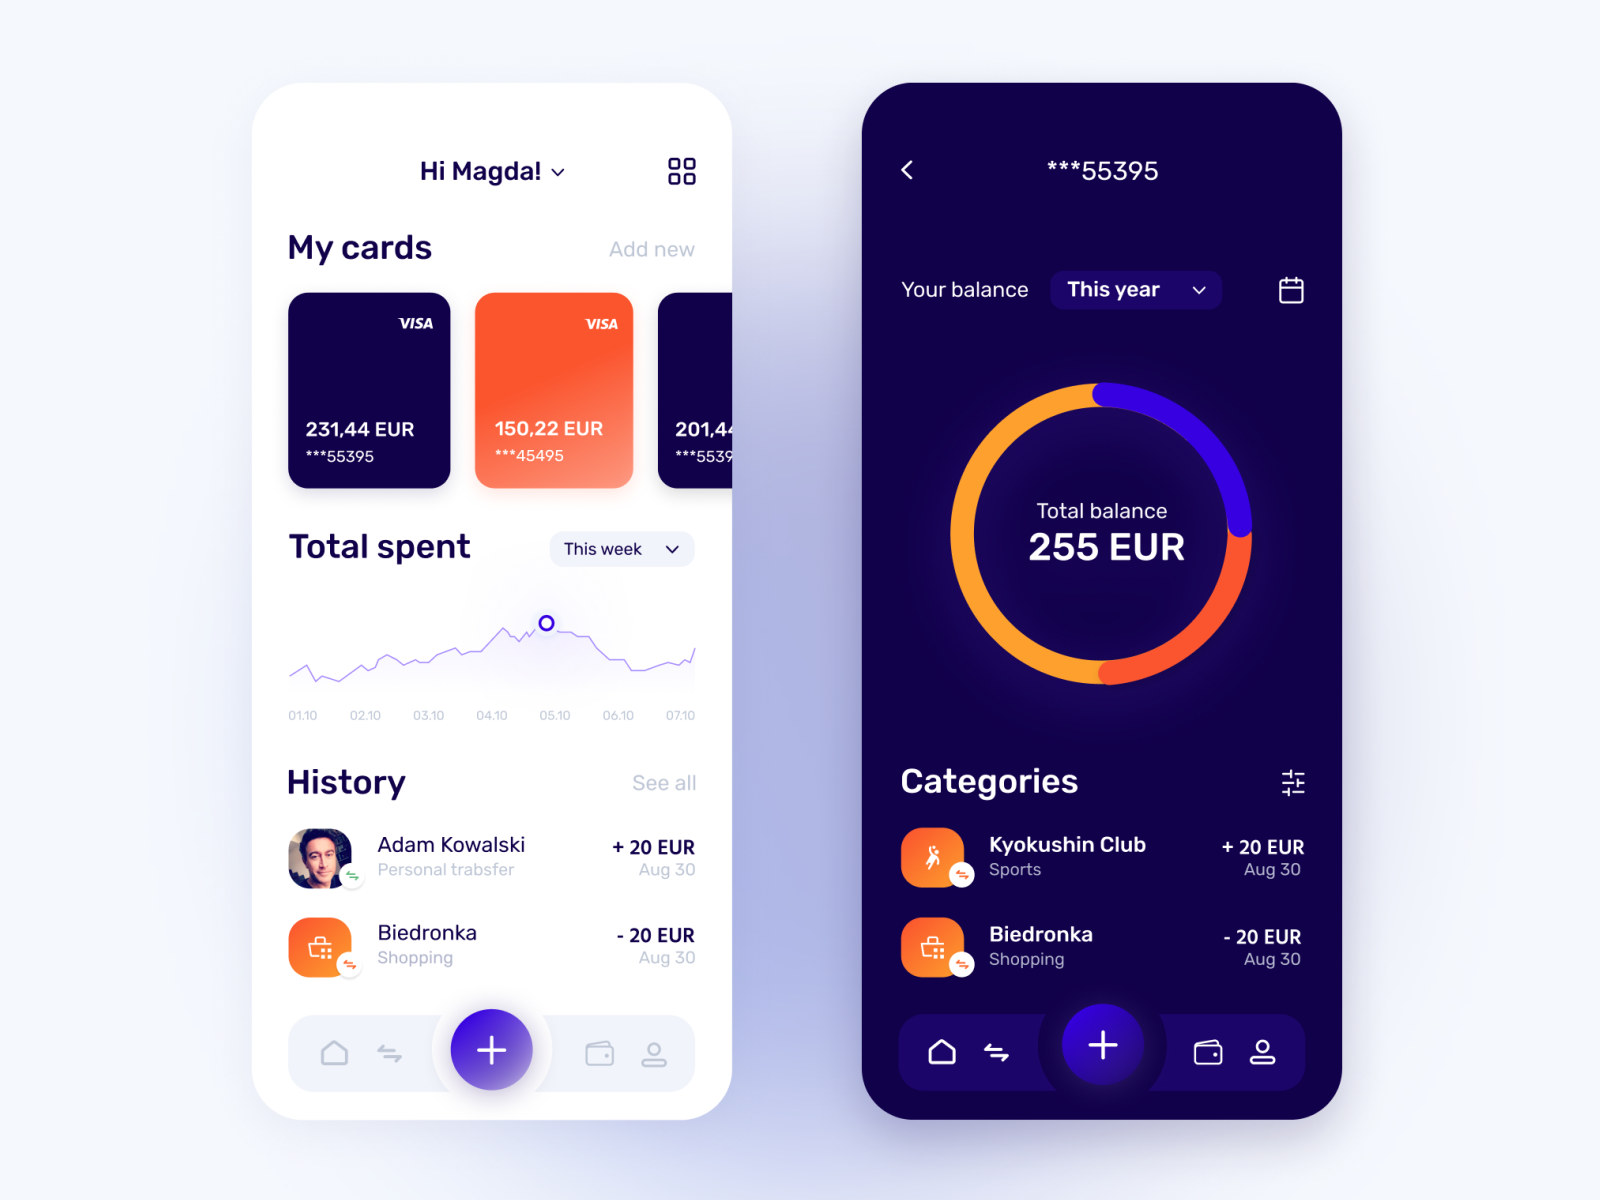 Hi Magda!
My cards
Add new
VISA
231,44 EUR
***55395
VISA
150,22 EUR
***45495
201,44
***5539
Total spent
This week
01.10 02.10 03.10 04.10 05.10 06.10 07.10
History
See all
Adam Kowalski
+ 20 EUR
Personal trabsfer
Aug 30
Biedronka
- 20 EUR
Shopping
Aug 30
***55395
Your balance
This year
Total balance
255 EUR
Categories
Kyokushin Club
+ 20 EUR
Sports
Aug 30
Biedronka
- 20 EUR
Shopping
Aug 30